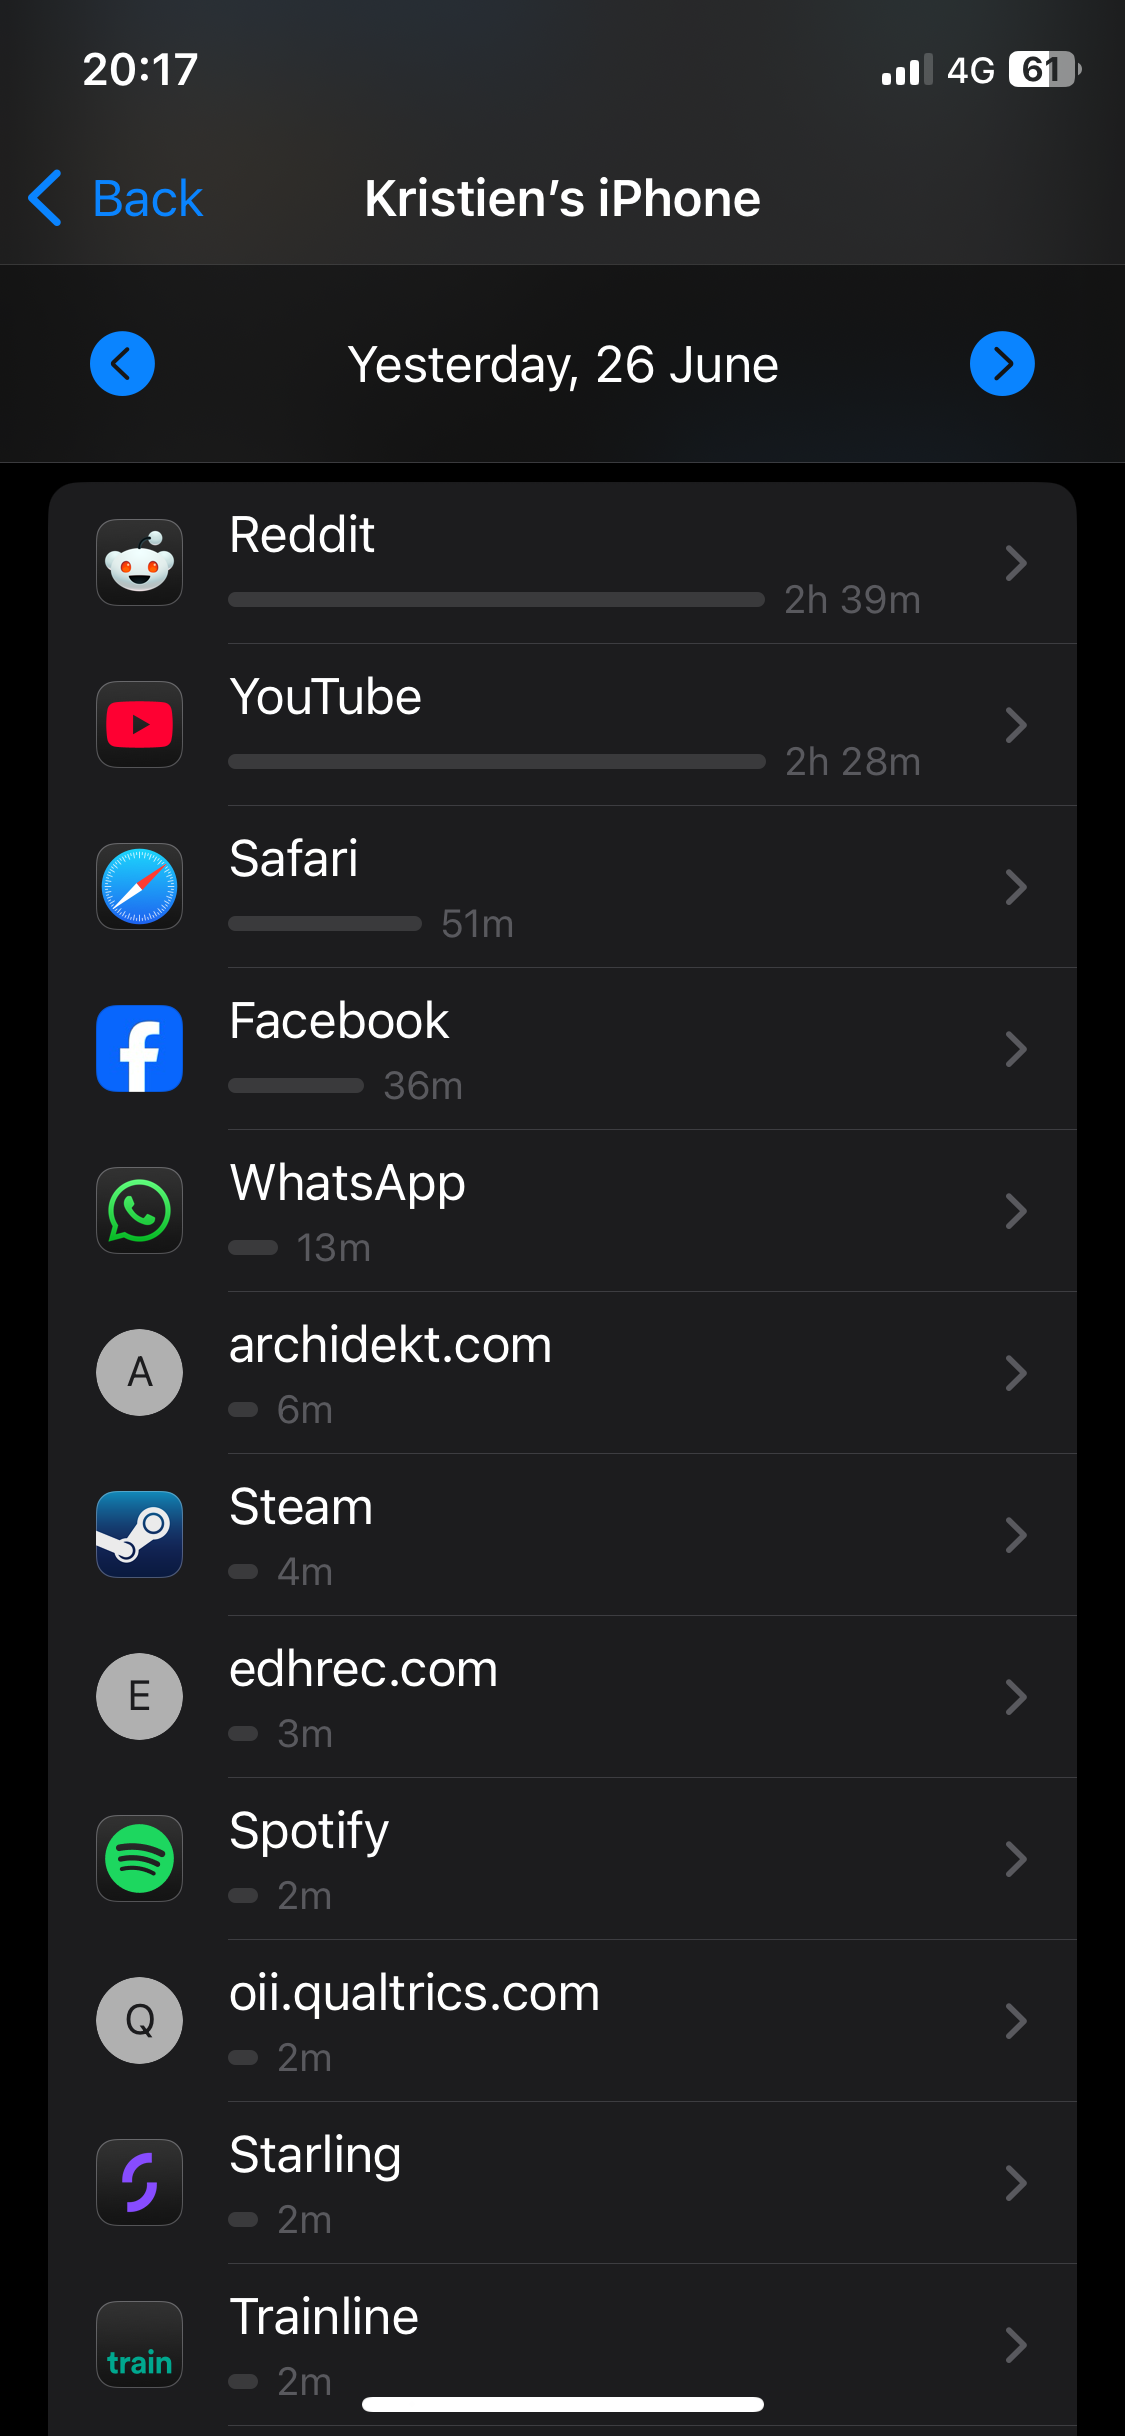 20:17
4G
61
Back
Kristien's iPhone
Yesterday, 26 June
Reddit
2h 39m
YouTube
2h 28m
Safari
51m
Facebook
36m
WhatsApp
13m
A
archidekt.com
6m
Steam
4m
E
edhrec.com
3m
Spotify
2m
Q
oii.qualtrics.com
2m
Starling
2m
train
Trainline
2m